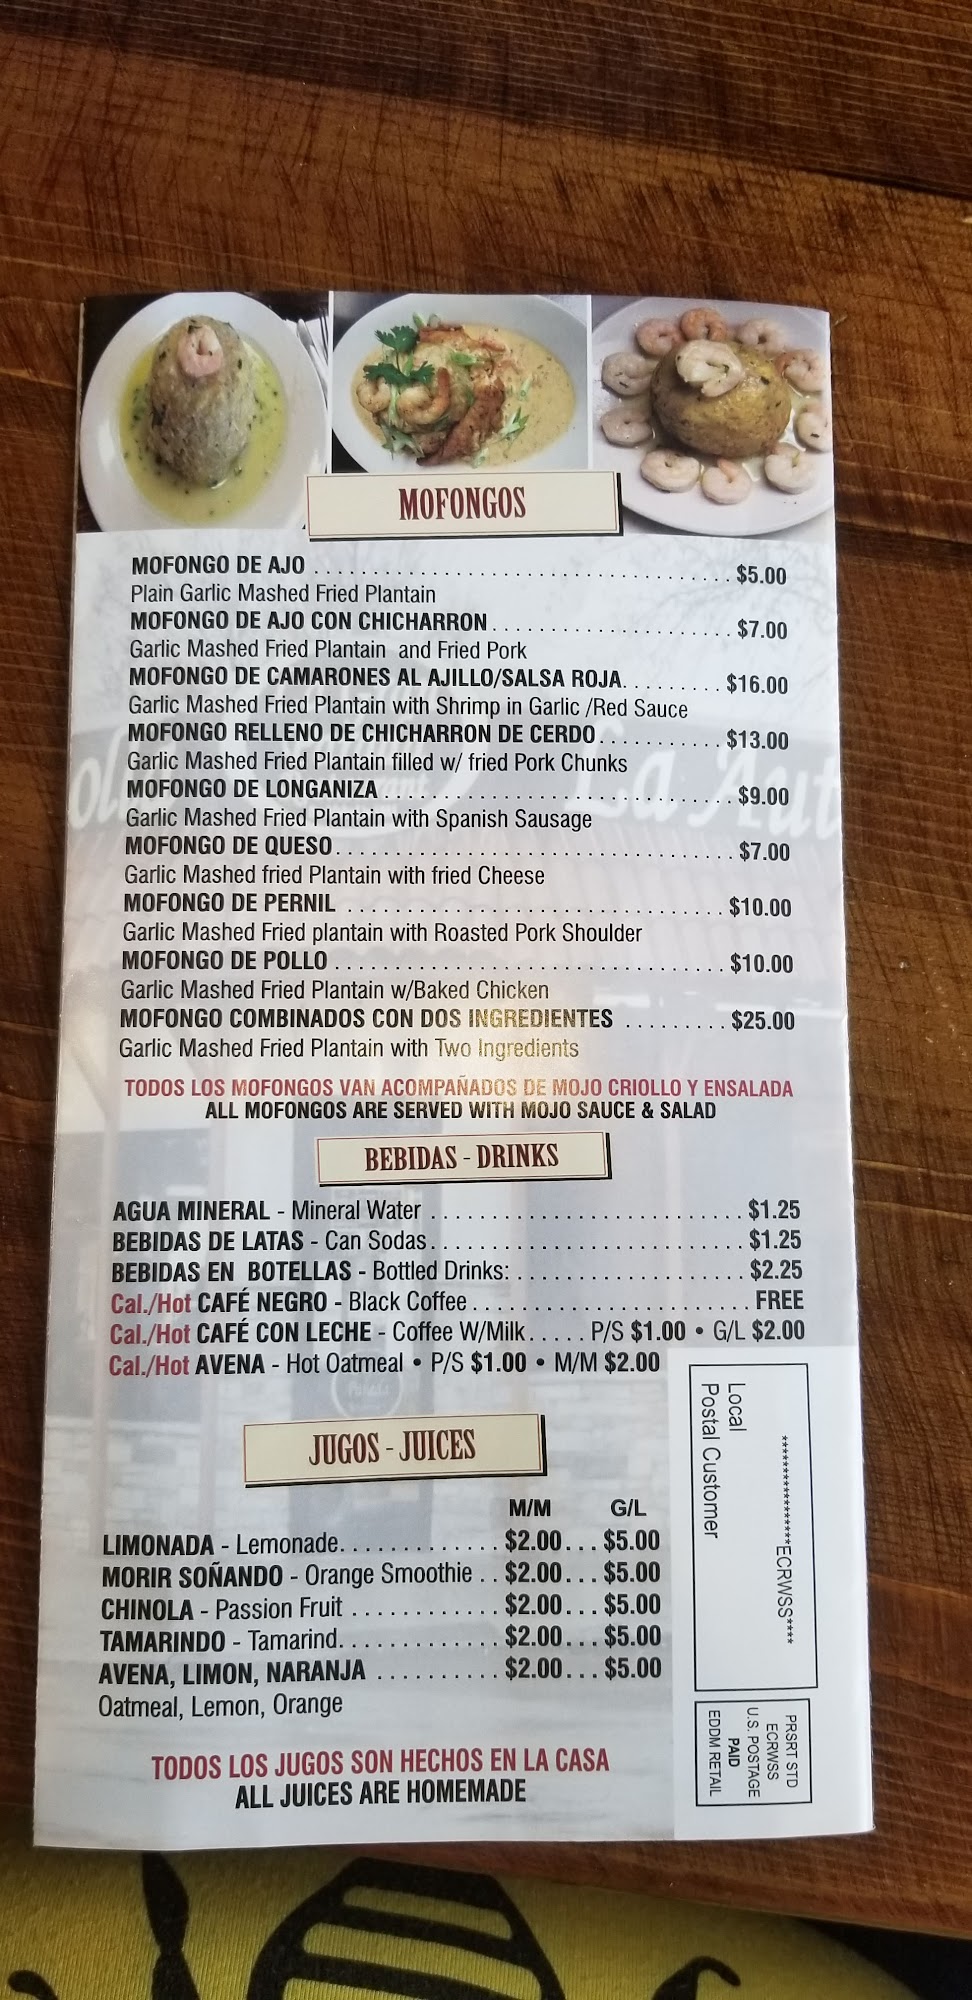 MOFONGOS
MOFONGO DE AJO $5.00
Plain Garlic Mashed Fried Plantain
MOFONGO DE AJO CON CHICHARRON $7.00
Garlic Mashed Fried Plantain and Fried Pork
MOFONGO DE CAMARONES AL AJILLO/SALSA ROJA $16.00
Garlic Mashed Fried Plantain with Shrimp in Garlic /Red Sauce
MOFONGO RELLENO DE CHICHARRON DE CERDO $13.00
Garlic Mashed Fried Plantain filled w/ fried Pork Chunks
MOFONGO DE LONGANIZA $9.00
Garlic Mashed Fried Plantain with Spanish Sausage
MOFONGO DE QUESO $7.00
Garlic Mashed fried Plantain with fried Cheese
MOFONGO DE PERNIL $10.00
Garlic Mashed Fried plantain with Roasted Pork Shoulder
MOFONGO DE POLLO $10.00
Garlic Mashed Fried Plantain w/Baked Chicken
MOFONGO COMBINADOS CON DOS INGREDIENTES $25.00
Garlic Mashed Fried Plantain with Two Ingredients
TODOS LOS MOFONGOS VAN ACOMPAÑADOS DE MOJO CRIOLLO Y ENSALADA
ALL MOFONGOS ARE SERVED WITH MOJO SAUCE & SALAD
BEBIDAS - DRINKS
AGUA MINERAL - Mineral Water $1.25
BEBIDAS DE LATAS - Can Sodas $1.25
BEBIDAS EN BOTELLAS - Bottled Drinks: $2.25
Cal./Hot CAFÉ NEGRO - Black Coffee FREE
Cal./Hot CAFÉ CON LECHE - Coffee W/Milk P/S $1.00 • G/L $2.00
Cal./Hot AVENA - Hot Oatmeal • P/S $1.00 • M/M $2.00
JUGOS - JUICES
M/M G/L
LIMONADA - Lemonade $2.00 $5.00
MORIR SOÑANDO - Orange Smoothie $2.00 $5.00
CHINOLA - Passion Fruit $2.00 $5.00
TAMARINDO - Tamarind $2.00 $5.00
AVENA, LIMON, NARANJA $2.00 $5.00
Oatmeal, Lemon, Orange
TODOS LOS JUGOS SON HECHOS EN LA CASA
ALL JUICES ARE HOMEMADE
*****************ECRWSS****
Local
Postal Customer
PRSRT STD
ECRWSS
U.S. POSTAGE
PAID
EDDM RETAIL